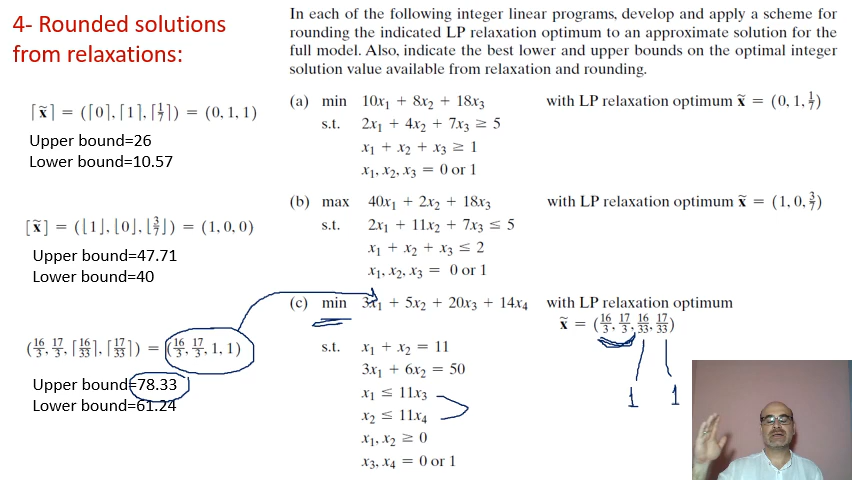 4- Rounded solutions
from relaxations:
In each of the following integer linear programs, develop and apply a scheme for
rounding the indicated LP relaxation optimum to an approximate solution for the
full model. Also, indicate the best lower and upper bounds on the optimal integer
solution value available from relaxation and rounding.
⌈x̃⌉ = (⌈0⌉, ⌈1⌉, ⌈1/7⌉) = (0, 1, 1)
Upper bound=26
Lower bound=10.57
(a) min 10x₁ + 8x₂ + 18x₃ with LP relaxation optimum x̃ = (0, 1, 1/7)
s.t. 2x₁ + 4x₂ + 7x₃ ≥ 5
x₁ + x₂ + x₃ ≥ 1
x₁, x₂, x₃ = 0 or 1
⌈x̃⌉ = (⌊1⌋, ⌊0⌋, ⌊3/7⌋) = (1, 0, 0)
Upper bound=47.71
Lower bound=40
(b) max 40x₁ + 2x₂ + 18x₃ with LP relaxation optimum x̃ = (1, 0, 3/7)
s.t. 2x₁ + 11x₂ + 7x₃ ≤ 5
x₁ + x₂ + x₃ ≤ 2
x₁, x₂, x₃ = 0 or 1
(16/3, 17/3, ⌈16/33⌉, ⌈17/33⌉) = (16/3, 17/3, 1, 1)
Upper bound=78.33
Lower bound=61.24
(c) min 3x₁ + 5x₂ + 20x₃ + 14x₄ with LP relaxation optimum
x̃ = (16/3, 17/3, 16/33, 17/33)
s.t. x₁ + x₂ = 11
3x₁ + 6x₂ = 50
x₁ ≤ 11x₃
x₂ ≤ 11x₄
x₁, x₂ ≥ 0
x₃, x₄ = 0 or 1
1 1